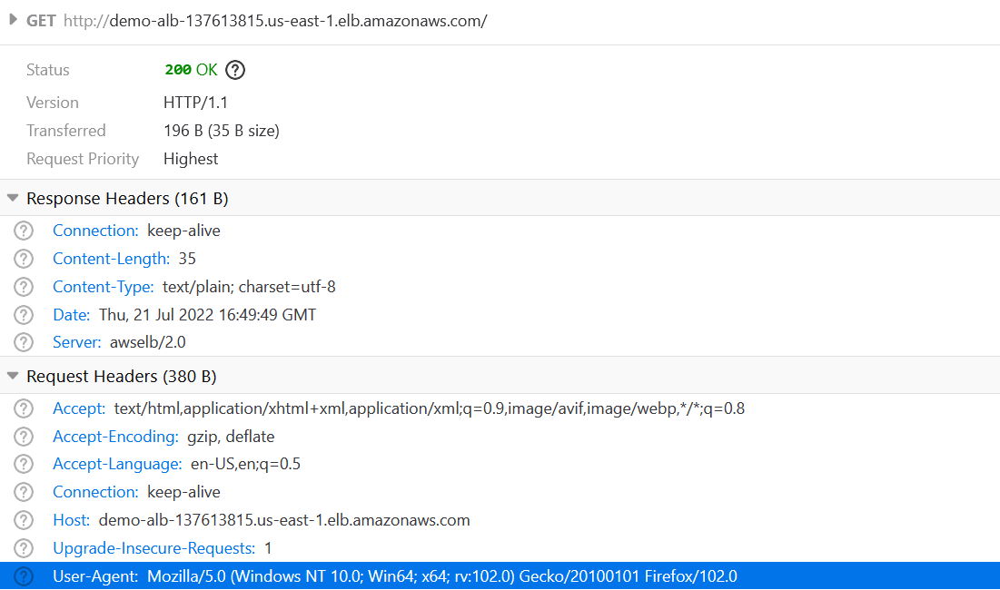 GET http://demo-alb-137613815.us-east-1.elb.amazonaws.com/
Status 200 OK
Version HTTP/1.1
Transferred 196 B (35 B size)
Request Priority Highest
Response Headers (161 B)
Connection: keep-alive
Content-Length: 35
Content-Type: text/plain; charset=utf-8
Date: Thu, 21 Jul 2022 16:49:49 GMT
Server: awselb/2.0
Request Headers (380 B)
Accept: text/html,application/xhtml+xml,application/xml;q=0.9,image/avif,image/webp,*/*;q=0.8
Accept-Encoding: gzip, deflate
Accept-Language: en-US,en;q=0.5
Connection: keep-alive
Host: demo-alb-137613815.us-east-1.elb.amazonaws.com
Upgrade-Insecure-Requests: 1
User-Agent: Mozilla/5.0 (Windows NT 10.0; Win64; x64; rv:102.0) Gecko/20100101 Firefox/102.0